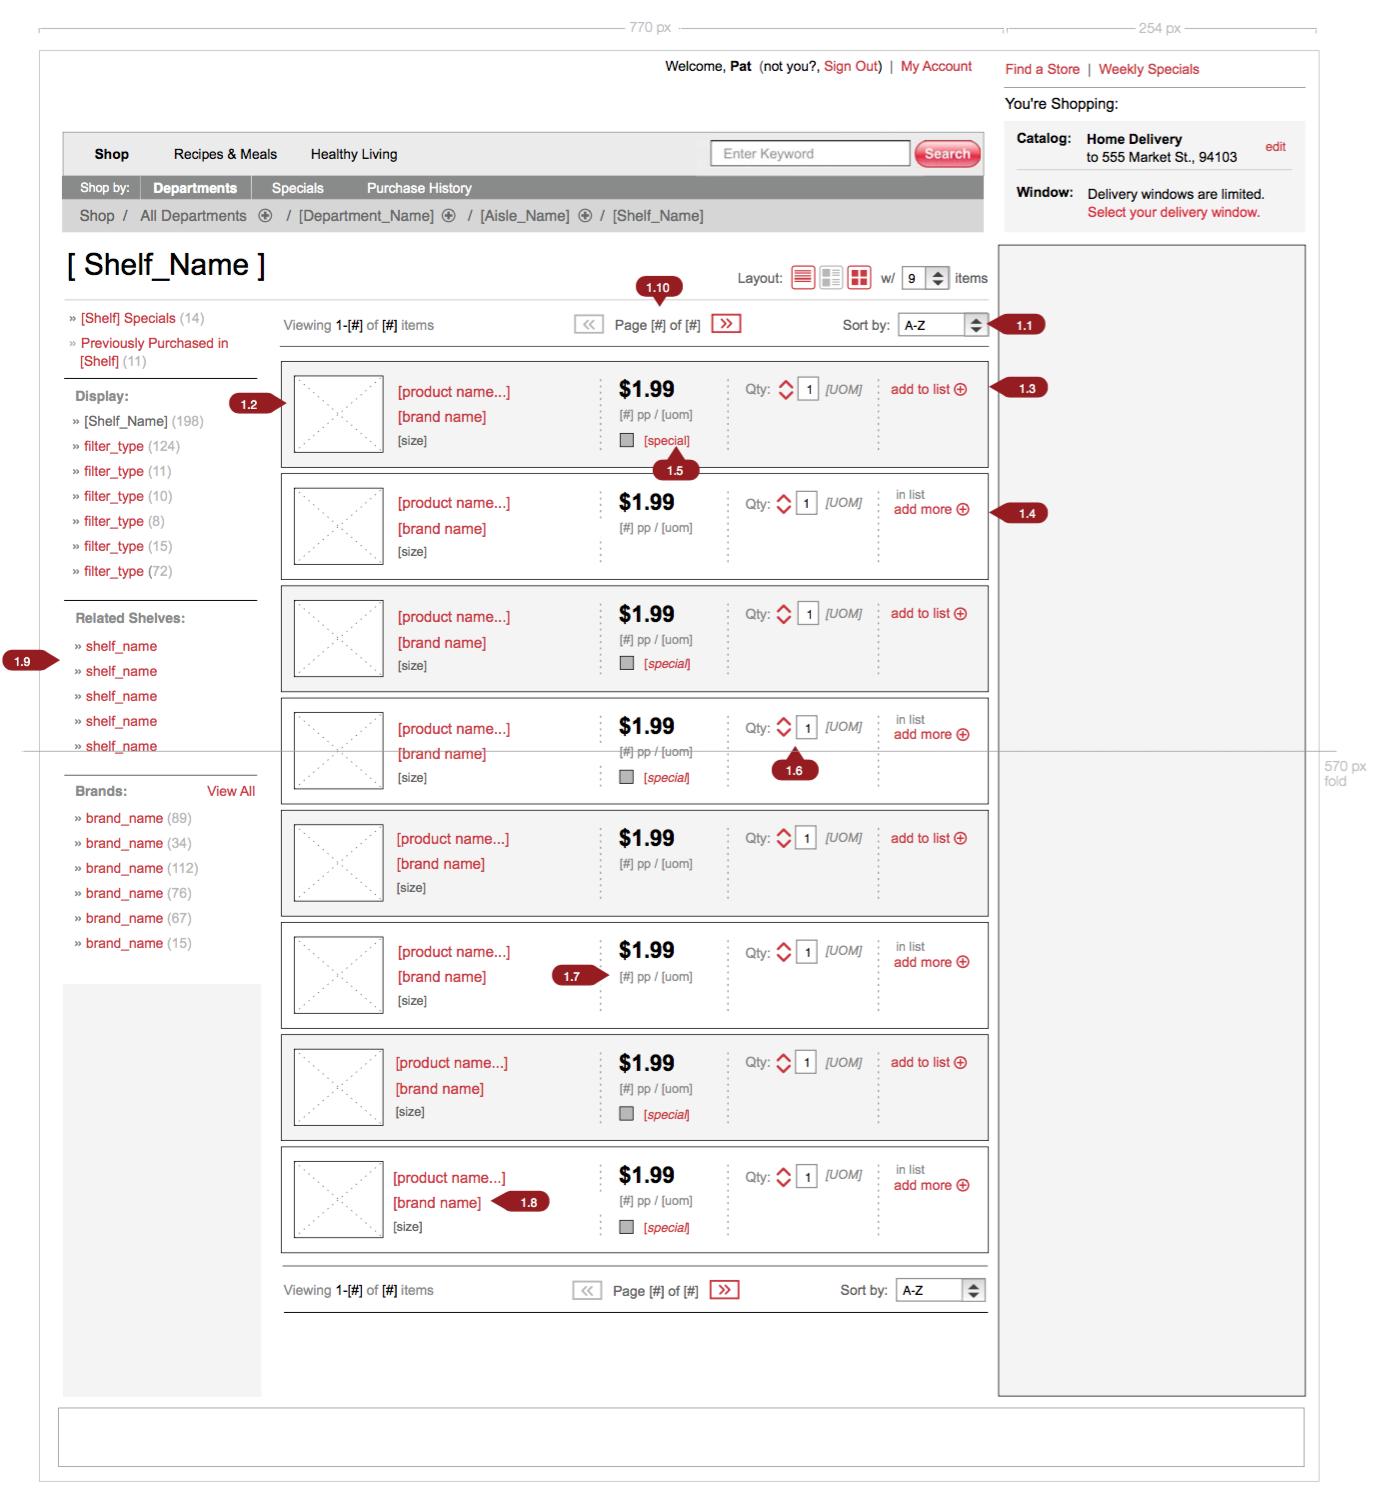 770 px
254 px
Welcome, Pat (not you?, Sign Out) | My Account
Find a Store | Weekly Specials
You're Shopping:
Catalog: Home Delivery
to 555 Market St., 94103
edit
Window: Delivery windows are limited.
Select your delivery window.
Shop Recipes & Meals Healthy Living
Enter Keyword Search
Shop by: Departments Specials Purchase History
Shop / All Departments / [Department_Name] / [Aisle_Name] / [Shelf_Name]
[ Shelf_Name ]
Layout: w/ 9 items
1.10
» [Shelf] Specials (14)
» Previously Purchased in
[Shelf] (11)
Display:
» [Shelf_Name] (198)
» filter_type (124)
» filter_type (11)
» filter_type (10)
» filter_type (8)
» filter_type (15)
» filter_type (72)
Related Shelves:
» shelf_name
» shelf_name
» shelf_name
» shelf_name
» shelf_name
1.9
Brands: View All
» brand_name (89)
» brand_name (34)
» brand_name (112)
» brand_name (76)
» brand_name (67)
» brand_name (15)
Viewing 1-[#] of [#] items
<< Page [#] of [#] >>
Sort by: A-Z
1.1
1.2
[product name...]
[brand name]
[size]
$1.99
[#] pp / [uom]
[special]
1.5
Qty: 1 [UOM]
add to list
1.3
[product name...]
[brand name]
[size]
$1.99
[#] pp / [uom]
Qty: 1 [UOM]
in list
add more
1.4
[product name...]
[brand name]
[size]
$1.99
[#] pp / [uom]
[special]
Qty: 1 [UOM]
add to list
[product name...]
[brand name]
[size]
$1.99
[#] pp / [uom]
[special]
Qty: 1 [UOM]
1.6
in list
add more
570 px
fold
[product name...]
[brand name]
[size]
$1.99
[#] pp / [uom]
Qty: 1 [UOM]
add to list
[product name...]
[brand name]
[size]
1.7
$1.99
[#] pp / [uom]
Qty: 1 [UOM]
in list
add more
[product name...]
[brand name]
[size]
$1.99
[#] pp / [uom]
[special]
Qty: 1 [UOM]
add to list
[product name...]
[brand name]
1.8
[size]
$1.99
[#] pp / [uom]
[special]
Qty: 1 [UOM]
in list
add more
Viewing 1-[#] of [#] items
<< Page [#] of [#] >>
Sort by: A-Z